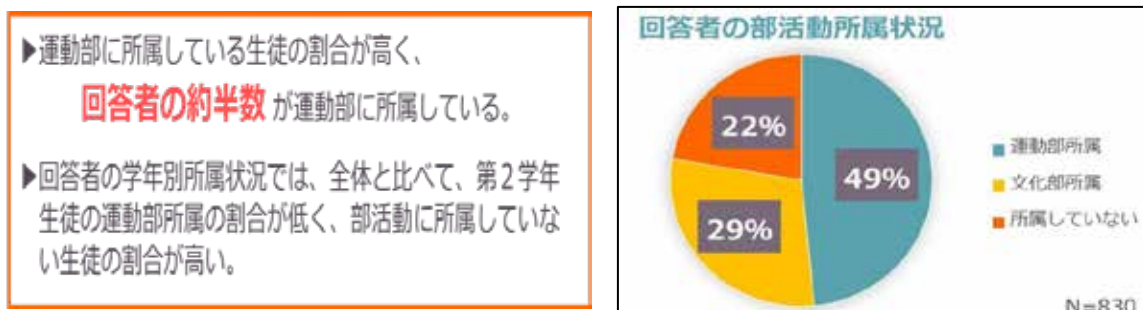 ▶運動部に所属している生徒の割合が高く、
回答者の約半数 が運動部に所属している。
▶回答者の学年別所属状況では、全体と比べて、第2学年
生徒の運動部所属の割合が低く、部活動に所属していな
い生徒の割合が高い。
回答者の部活動所属状況
22%
49%
29%
運動部所属
文化部所属
所属していない
N=830